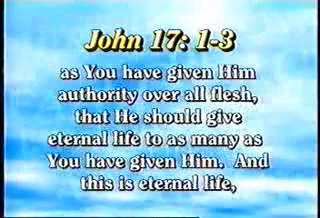 John 17: 1-3
as You have given Him
authority over all flesh,
that He should give
eternal life to as many as
You have given Him.  And
this is eternal life,